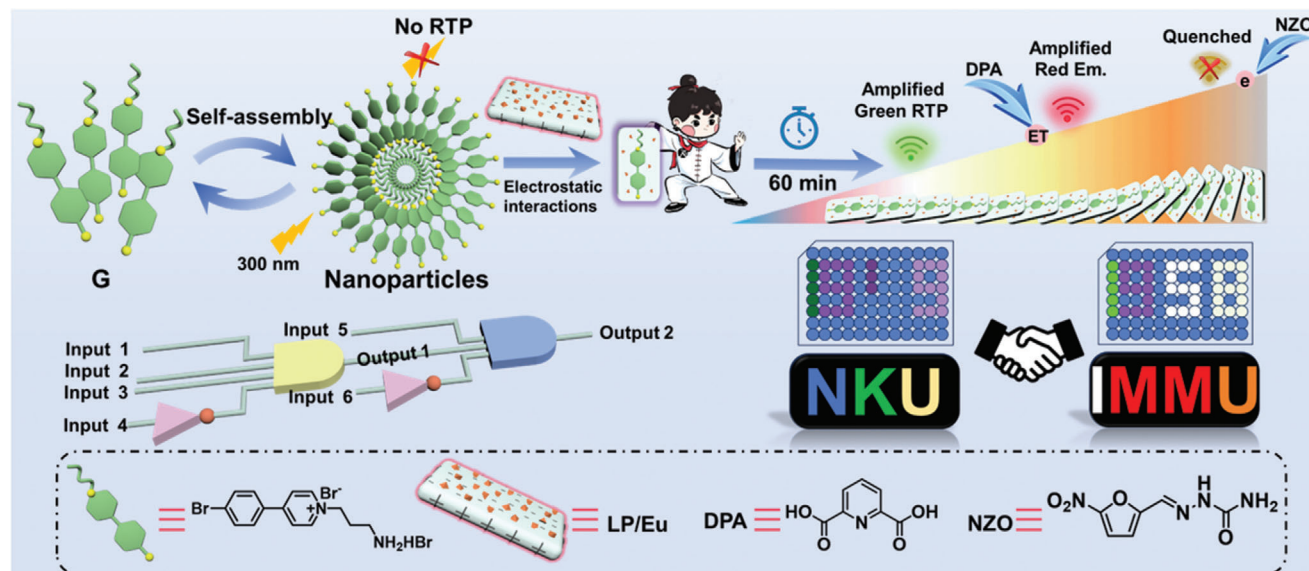 No RTP
Self-assembly
300 nm
G
Nanoparticles
Electrostatic
interactions
60 min
Amplified
Green RTP
DPA
ET
Amplified
Red Em.
Quenched
NZO
e
Input 1
Input 2
Input 3
Input 4
Input 5
Output 1
Input 6
Output 2
819
1958
NKU
IMMU
Br
Br-
N+
NH2HBr
LP/Eu
DPA
HO
O
N
OH
O
NZO
O2N
O
N
H
N
NH2
O